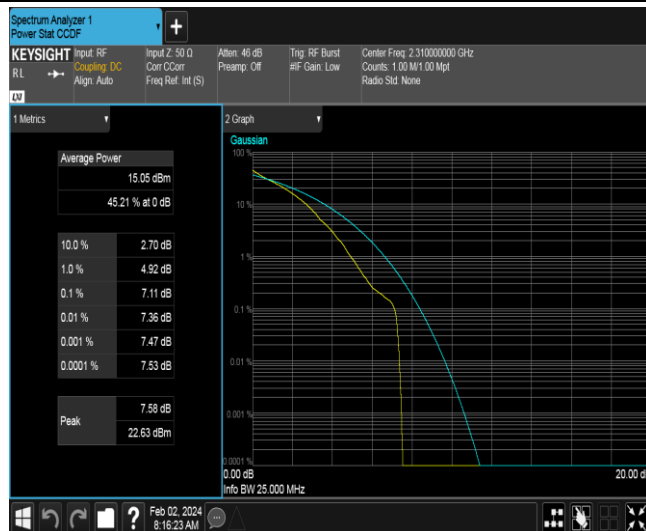 Spectrum Analyzer 1
Power Stat CCDF
KEYSIGHT
RL
Input: RF
Coupling: DC
Align: Auto
Input Z: 50 Ω
Corr CCorr
Freq Ref: Int (S)
Atten: 46 dB
Preamp: Off
Trig: RF Burst
#IF Gain: Low
Center Freq: 2.310000000 GHz
Counts: 1.00 M/1.00 Mpt
Radio Std: None
1 Metrics
Average Power
15.05 dBm
45.21 % at 0 dB
10.0 % 2.70 dB
1.0 % 4.92 dB
0.1 % 7.11 dB
0.01 % 7.36 dB
0.001 % 7.47 dB
0.0001 % 7.53 dB
Peak
7.58 dB
22.63 dBm
2 Graph
Gaussian
100 %
10 %
1 %
0.1 %
0.01 %
0.001 %
0.0001 %
0.00 dB
20.00 d
Info BW 25.000 MHz
?
Feb 02, 2024
8:16:23 AM